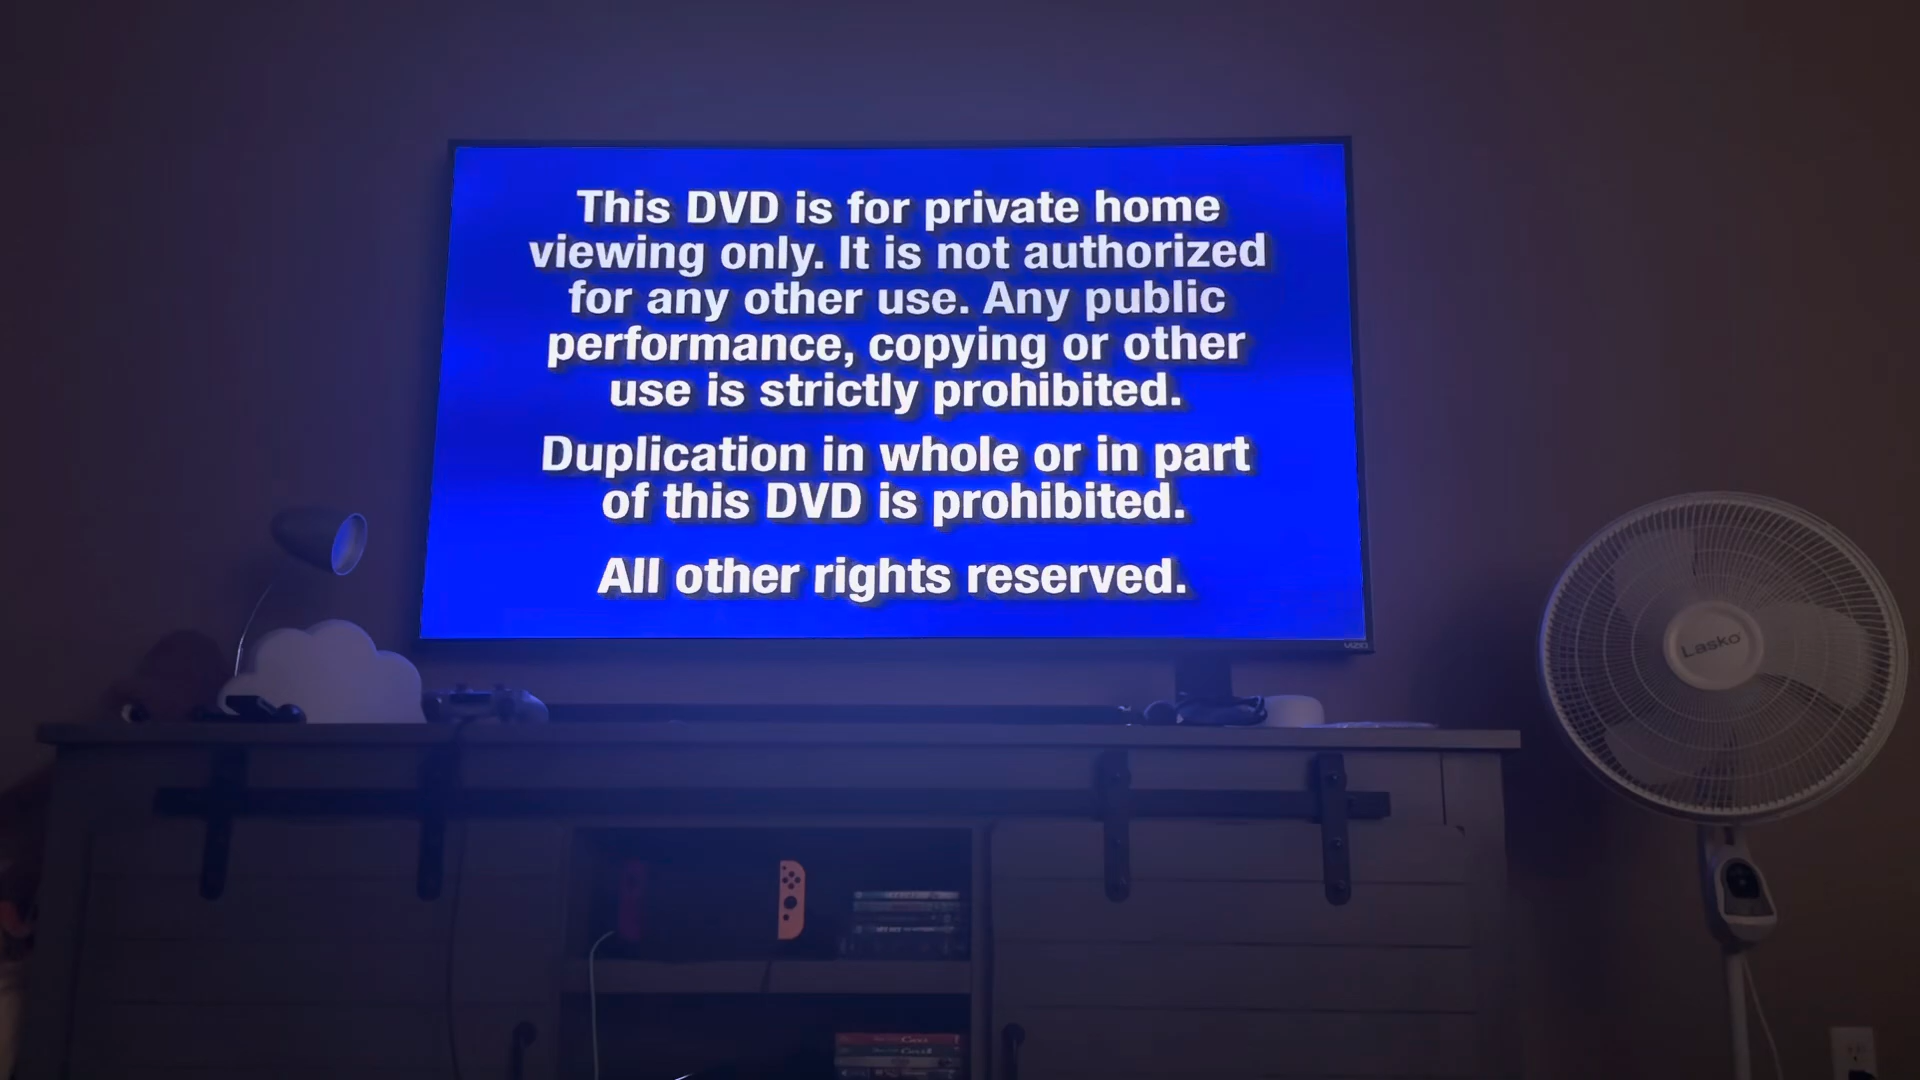 This DVD is for private home
viewing only. It is not authorized
for any other use. Any public
performance, copying or other
use is strictly prohibited.
Duplication in whole or in part
of this DVD is prohibited.
All other rights reserved.
VIZIO
Lasko